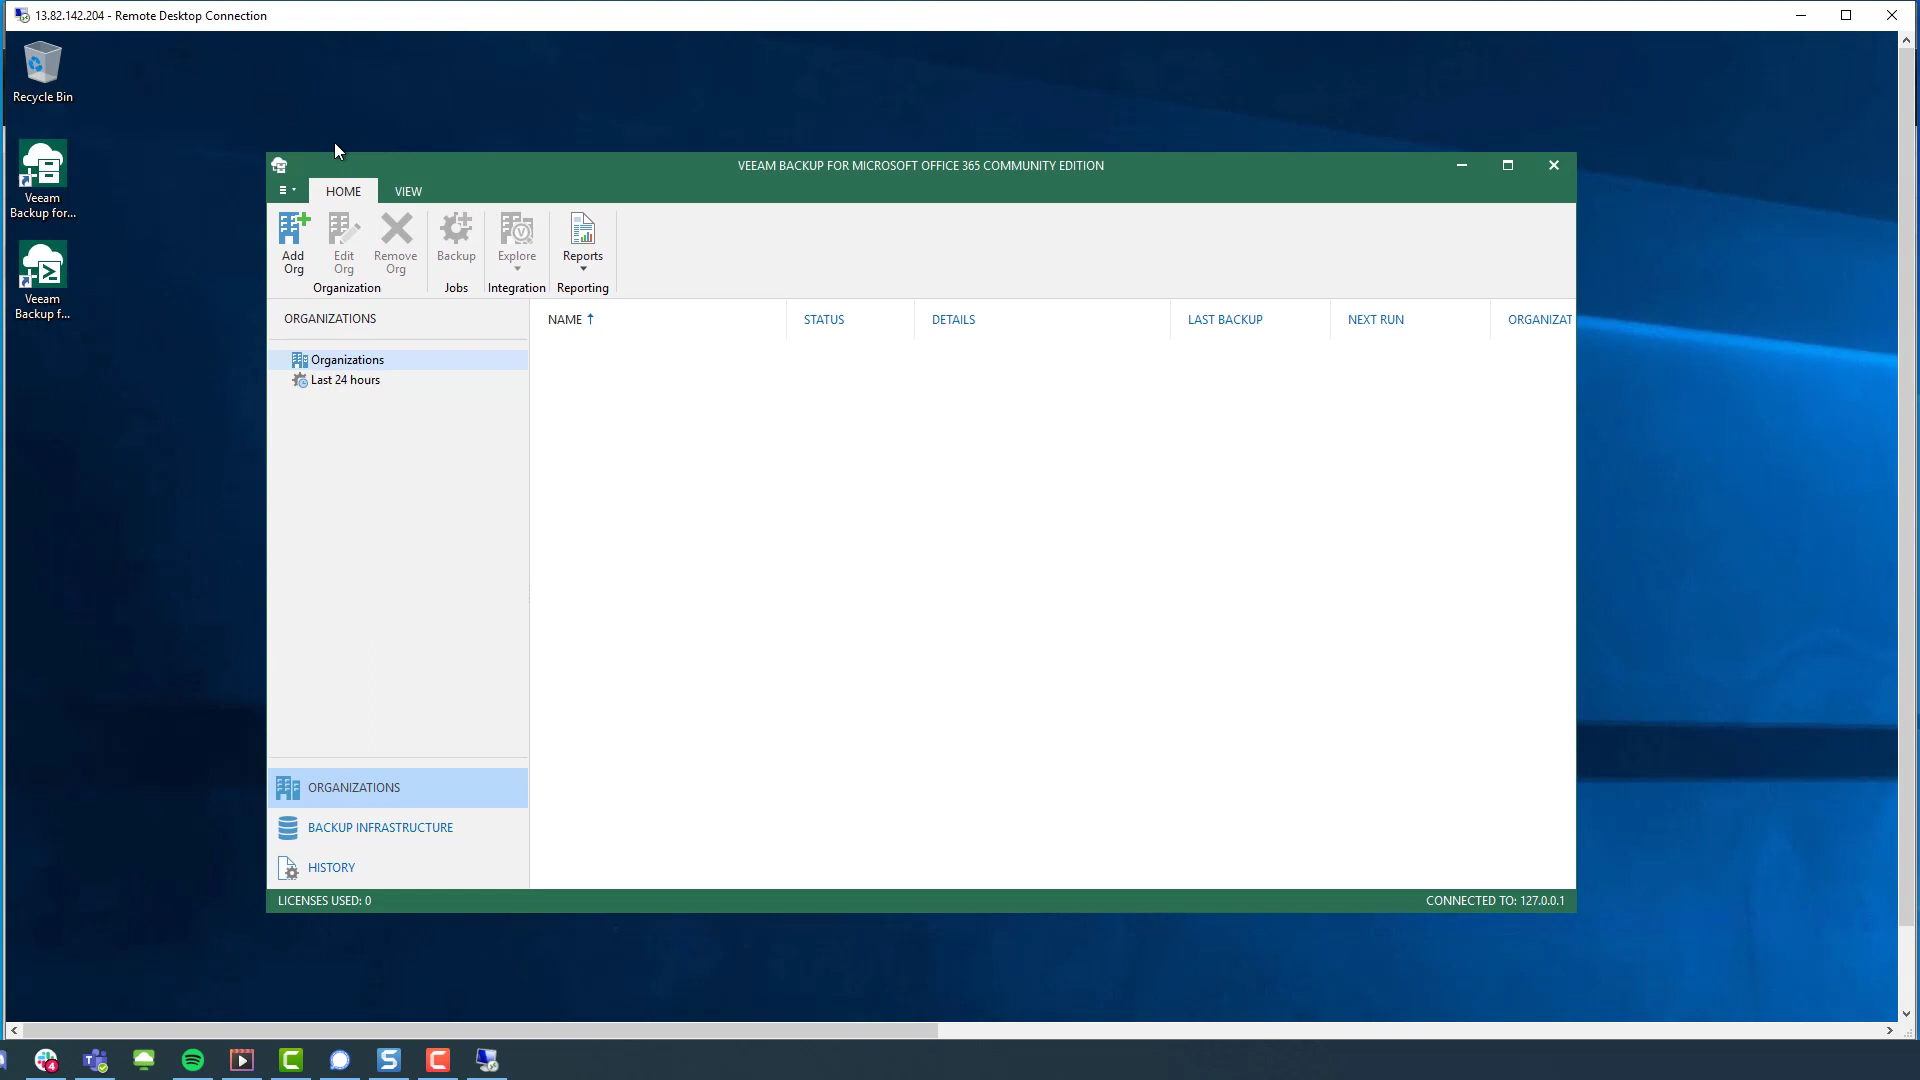 13.82.142.204 - Remote Desktop Connection
Recycle Bin
Veeam
Backup for...
Veeam
Backup f...
VEEAM BACKUP FOR MICROSOFT OFFICE 365 COMMUNITY EDITION
HOME
VIEW
Add
Org
Edit
Org
Remove
Org
Backup
Explore
Reports
Organization
Jobs
Integration
Reporting
ORGANIZATIONS
NAME
STATUS
DETAILS
LAST BACKUP
NEXT RUN
ORGANIZAT
Organizations
Last 24 hours
ORGANIZATIONS
BACKUP INFRASTRUCTURE
HISTORY
LICENSES USED: 0
CONNECTED TO: 127.0.0.1
4
T
C
S
C